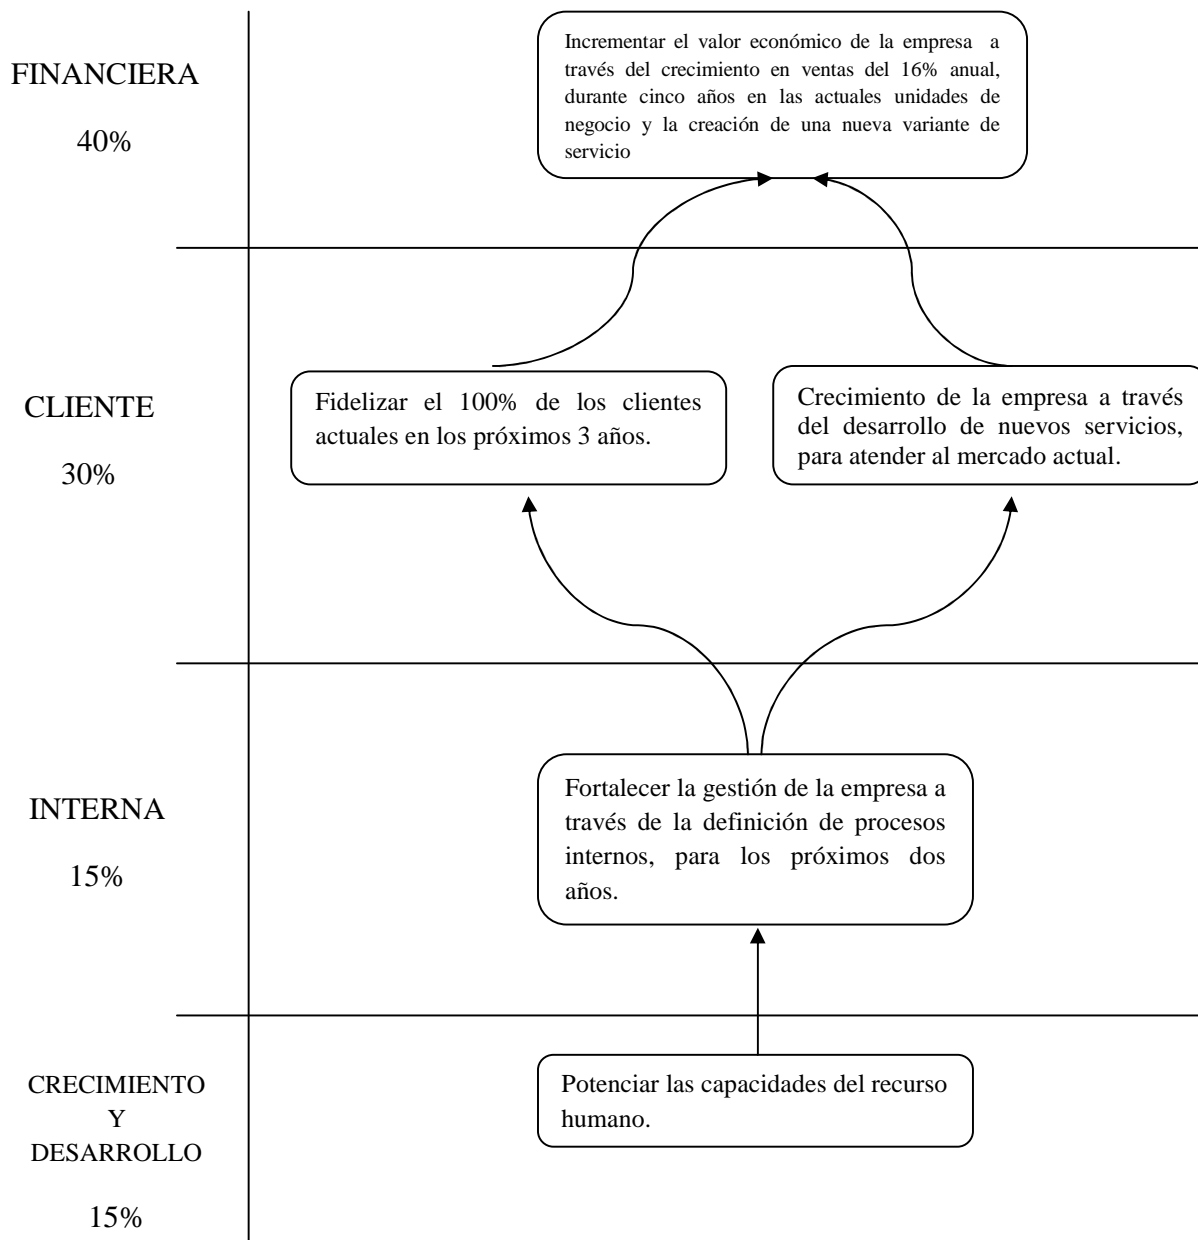 FINANCIERA
40%
Incrementar el valor económico de la empresa a
través del crecimiento en ventas del 16% anual,
durante cinco años en las actuales unidades de
negocio y la creación de una nueva variante de
servicio
CLIENTE
30%
Fidelizar el 100% de los clientes
actuales en los próximos 3 años.
Crecimiento de la empresa a través
del desarrollo de nuevos servicios,
para atender al mercado actual.
INTERNA
15%
Fortalecer la gestión de la empresa a
través de la definición de procesos
internos, para los próximos dos
años.
CRECIMIENTO
Y
DESARROLLO
15%
Potenciar las capacidades del recurso
humano.